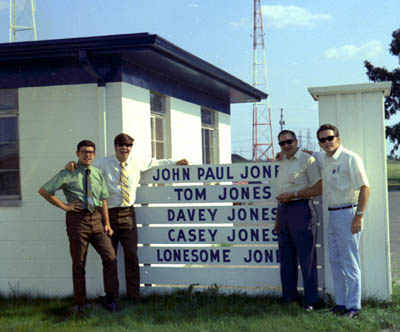 JOHN PAUL JONE
TOM JONES
DAVEY JONES
CASEY JONES
LONESOME JONE